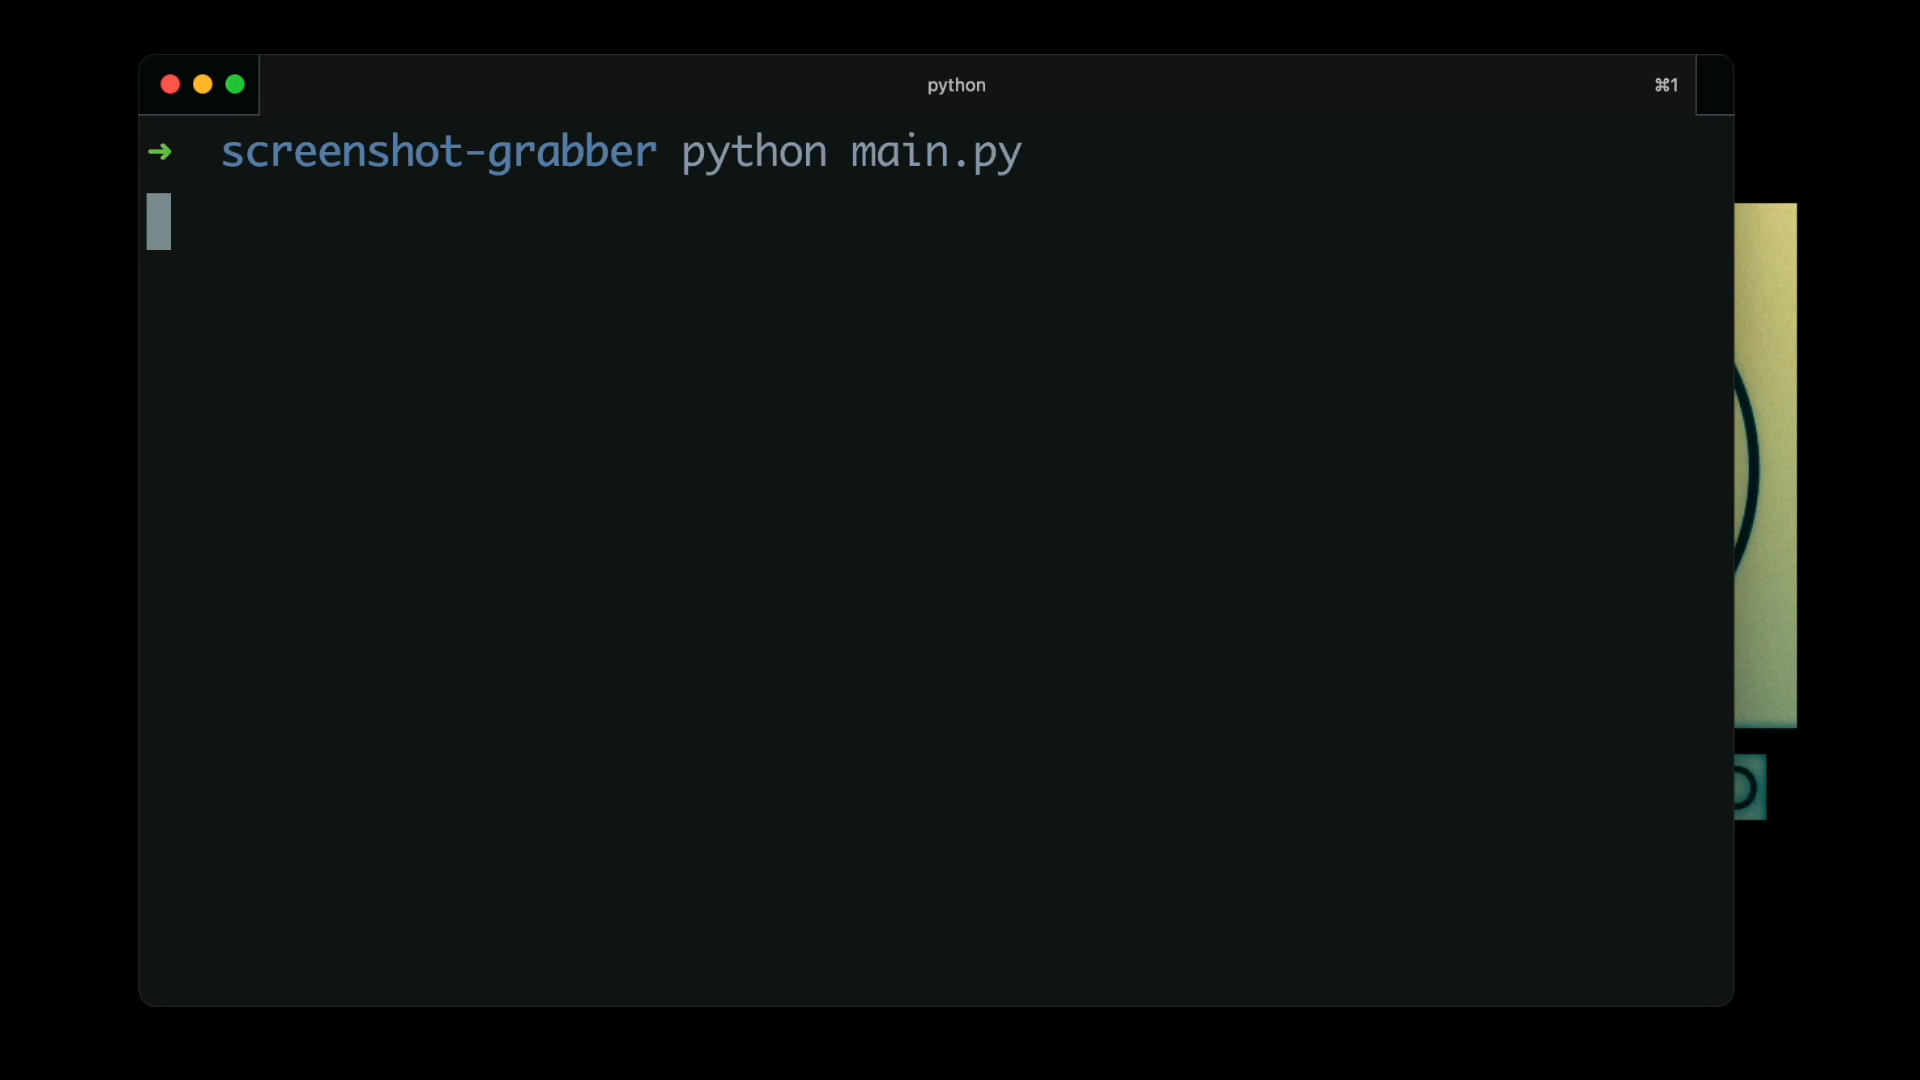 python
⌘1
➜ screenshot-grabber python main.py